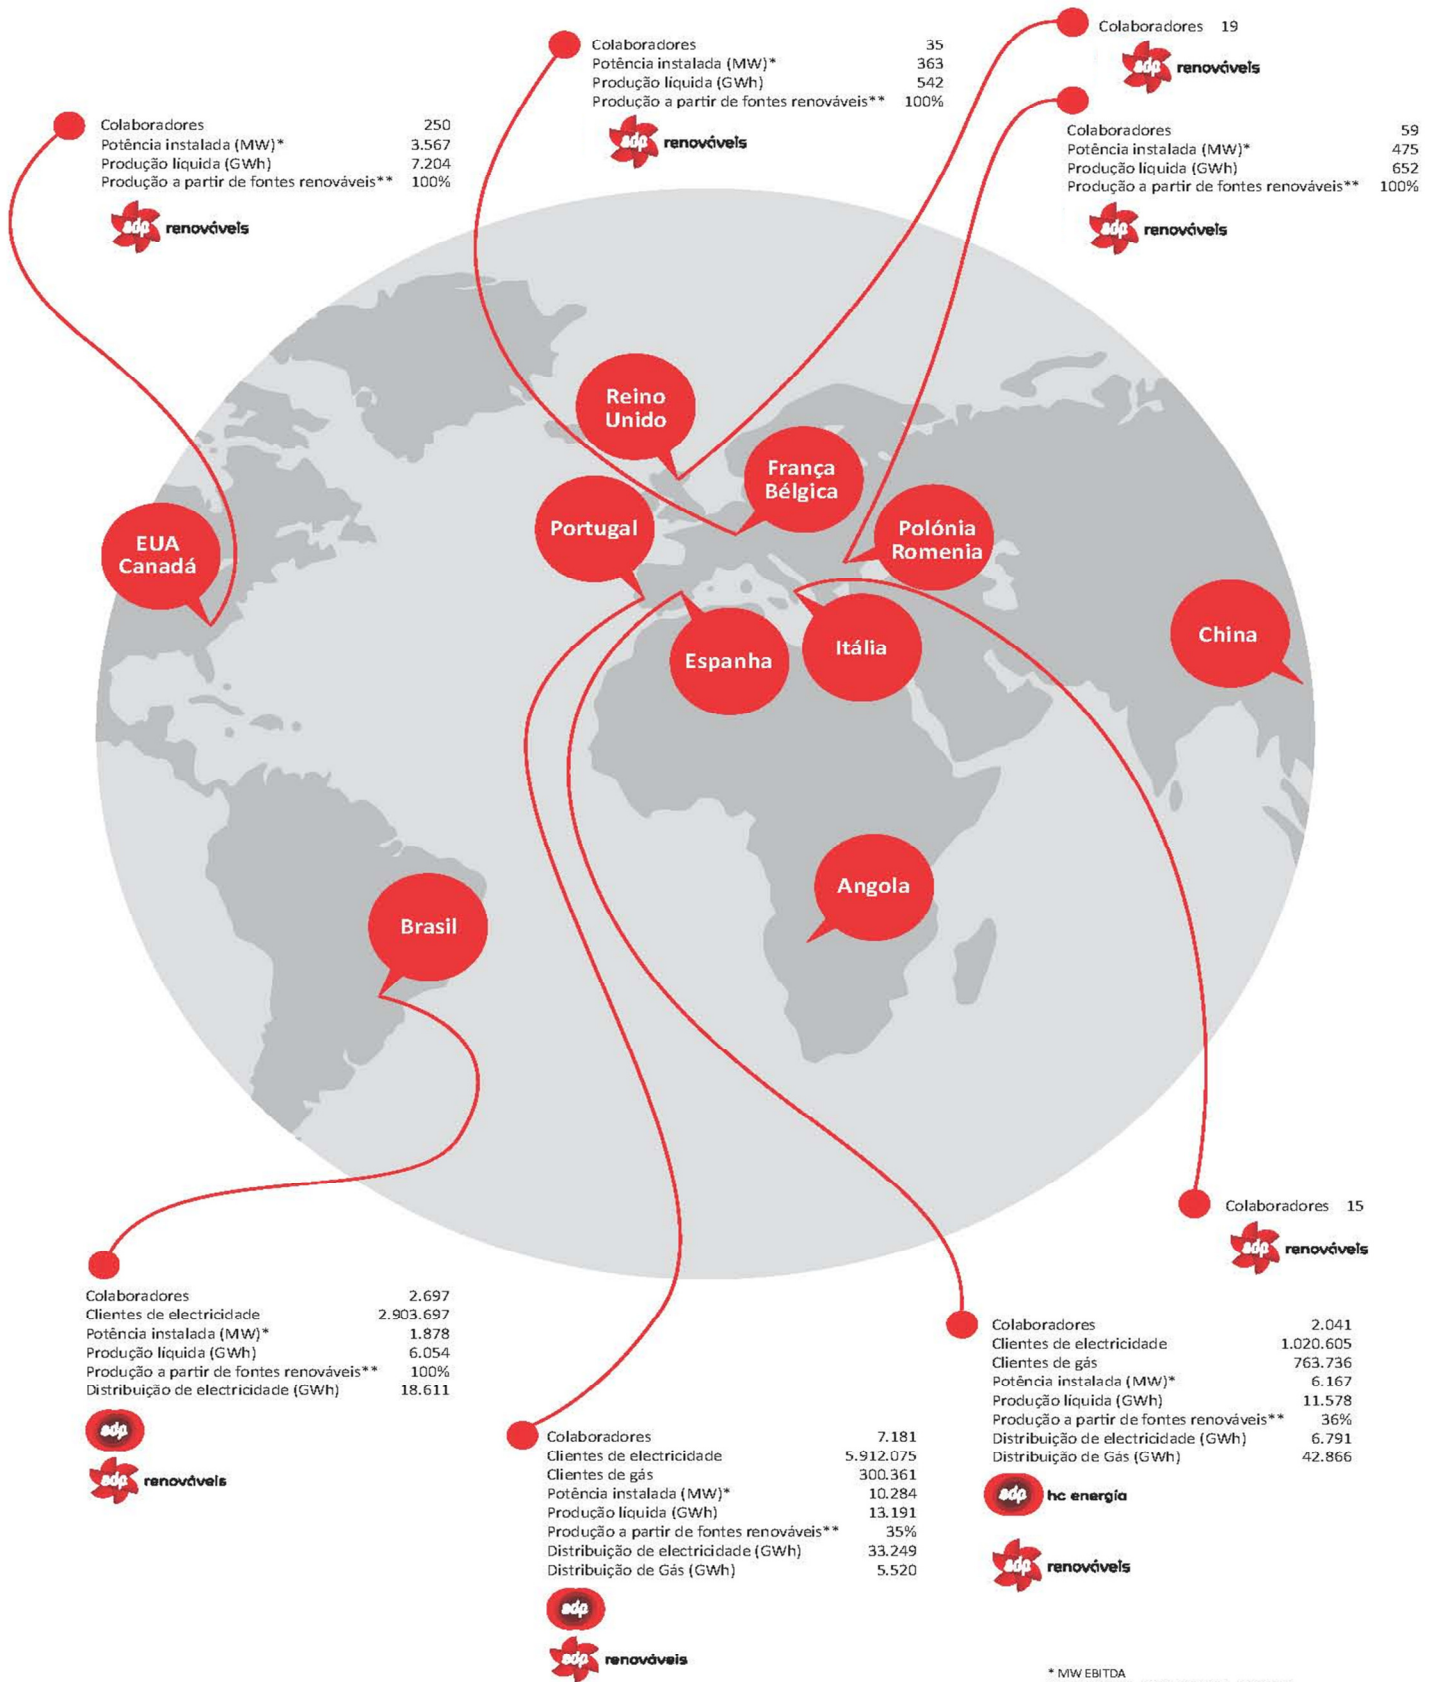 Colaboradores 19
edp renováveis
Colaboradores 35
Potência instalada (MW)* 363
Produção líquida (GWh) 542
Produção a partir de fontes renováveis** 100%
edp renováveis
Colaboradores 59
Potência instalada (MW)* 475
Produção líquida (GWh) 652
Produção a partir de fontes renováveis** 100%
edp renováveis
Colaboradores 250
Potência instalada (MW)* 3.567
Produção líquida (GWh) 7.204
Produção a partir de fontes renováveis** 100%
edp renováveis
Reino
Unido
França
Bélgica
Portugal
Polónia
Romenia
EUA
Canadá
China
Espanha
Itália
Angola
Brasil
Colaboradores 15
edp renováveis
Colaboradores 2.697
Clientes de electricidade 2.903.697
Potência instalada (MW)* 1.878
Produção líquida (GWh) 6.054
Produção a partir de fontes renováveis** 100%
Distribuição de electricidade (GWh) 18.611
edp
edp renováveis
Colaboradores 7.181
Clientes de electricidade 5.912.075
Clientes de gás 300.361
Potência instalada (MW)* 10.284
Produção líquida (GWh) 13.191
Produção a partir de fontes renováveis** 35%
Distribuição de electricidade (GWh) 33.249
Distribuição de Gás (GWh) 5.520
edp
edp renováveis
Colaboradores 2.041
Clientes de electricidade 1.020.605
Clientes de gás 763.736
Potência instalada (MW)* 6.167
Produção líquida (GWh) 11.578
Produção a partir de fontes renováveis** 36%
Distribuição de electricidade (GWh) 6.791
Distribuição de Gás (GWh) 42.866
edp hc energía
edp renováveis
* MW EBITDA